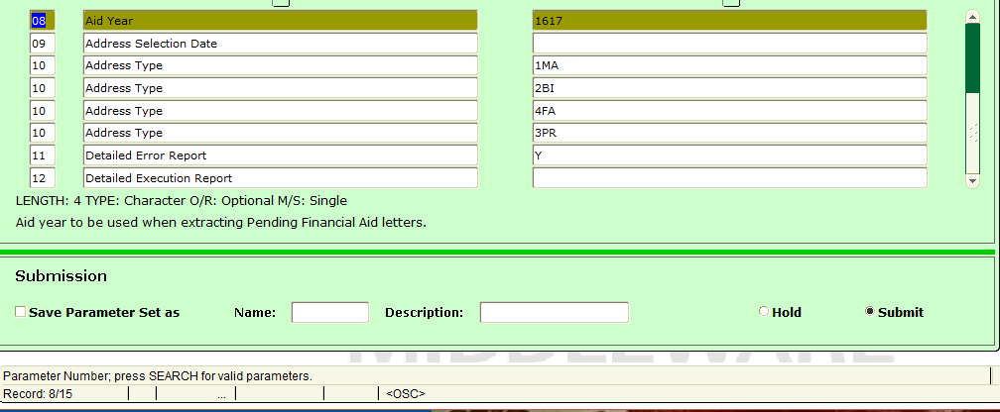 08 Aid Year 1617
09 Address Selection Date
10 Address Type 1MA
10 Address Type 2BI
10 Address Type 4FA
10 Address Type 3PR
11 Detailed Error Report Y
12 Detailed Execution Report
LENGTH: 4 TYPE: Character O/R: Optional M/S: Single
Aid year to be used when extracting Pending Financial Aid letters.
Submission
Save Parameter Set as Name: Description: Hold Submit
MIDDLEWARE
Parameter Number; press SEARCH for valid parameters.
Record: 8/15 ... <OSC>